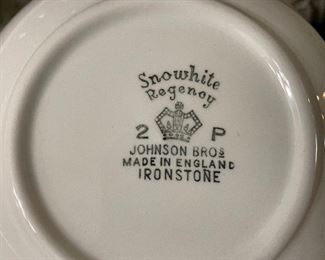 Snowhite
Regency
2 P
JOHNSON BROS
MADE IN ENGLAND
IRONSTONE